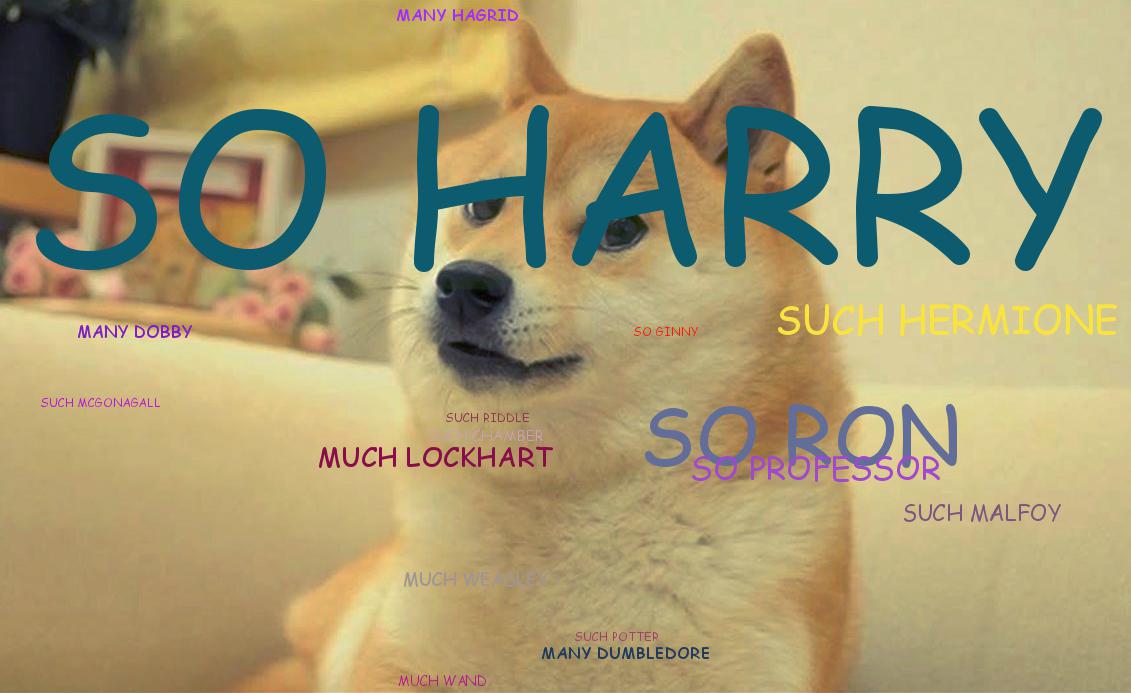 MANY HAGRID
SO HARRY
SUCH HERMIONE
MANY DOBBY
SO GINNY
SUCH MCGONAGALL
SUCH RIDDLE
SO RON
CHAMBER
MUCH LOCKHART
SO PROFESSOR
SUCH MALFOY
MUCH WEASLEY
SUCH POTTER
MANY DUMBLEDORE
MUCH WAND